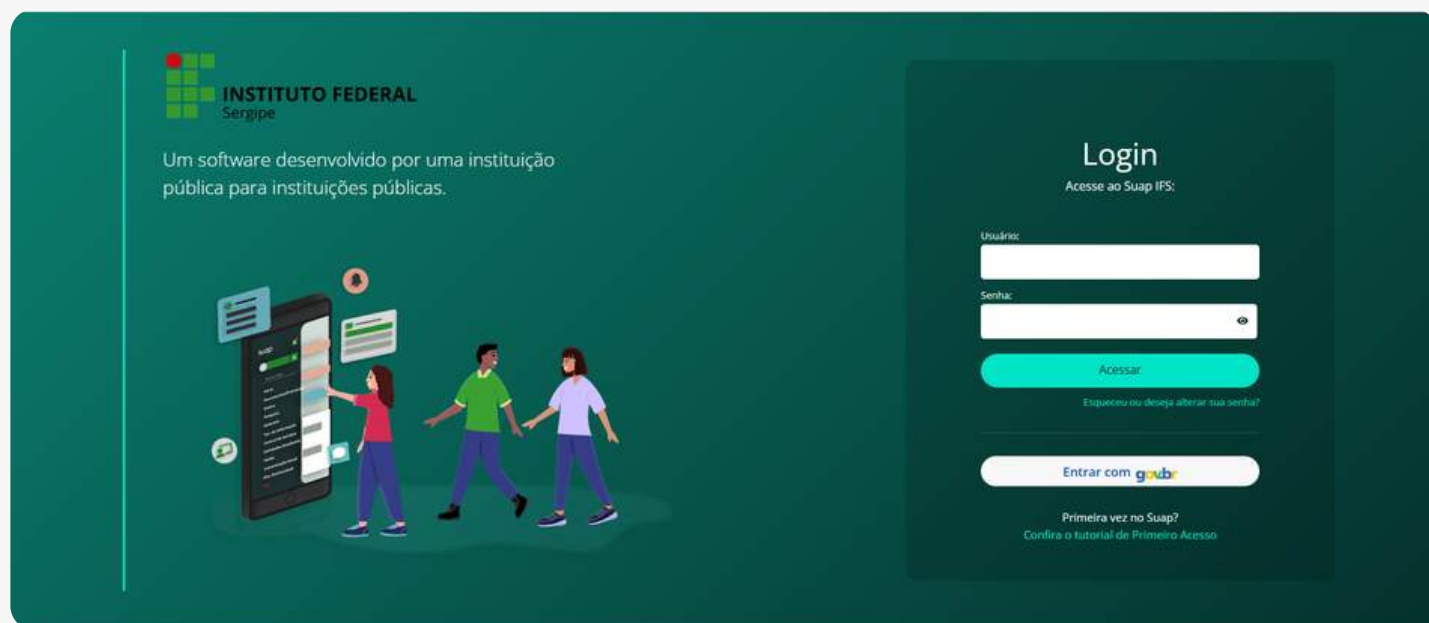 INSTITUTO FEDERAL
Sergipe
Um software desenvolvido por uma instituição
pública para instituições públicas.
suap
Login
Acesse ao Suap IFS:
Usuário:
Senha:
Acessar
Esqueceu ou deseja alterar sua senha?
Entrar com gov.br
Primeira vez no Suap?
Confira o tutorial de Primeiro Acesso